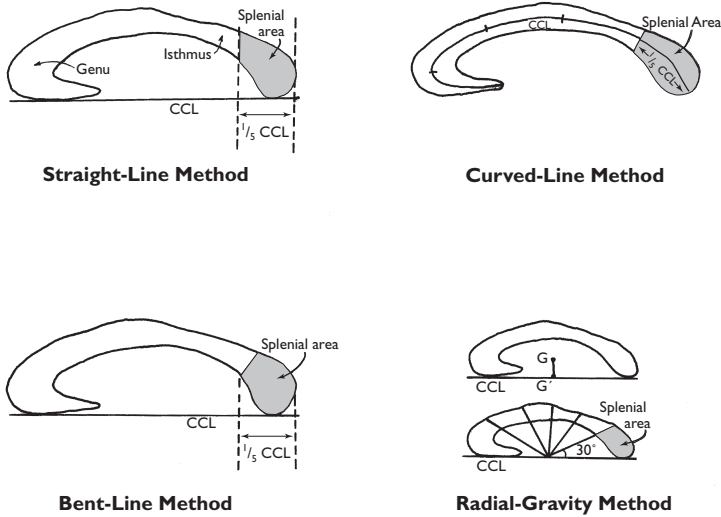 Splenial
area
Isthmus
Genu
CCL
1/5 CCL
Straight-Line Method
Splenial Area
CCL
1/5 CCL
Curved-Line Method
Splenial area
CCL
1/5 CCL
Bent-Line Method
G
CCL
G´
Splenial
area
30°
CCL
Radial-Gravity Method